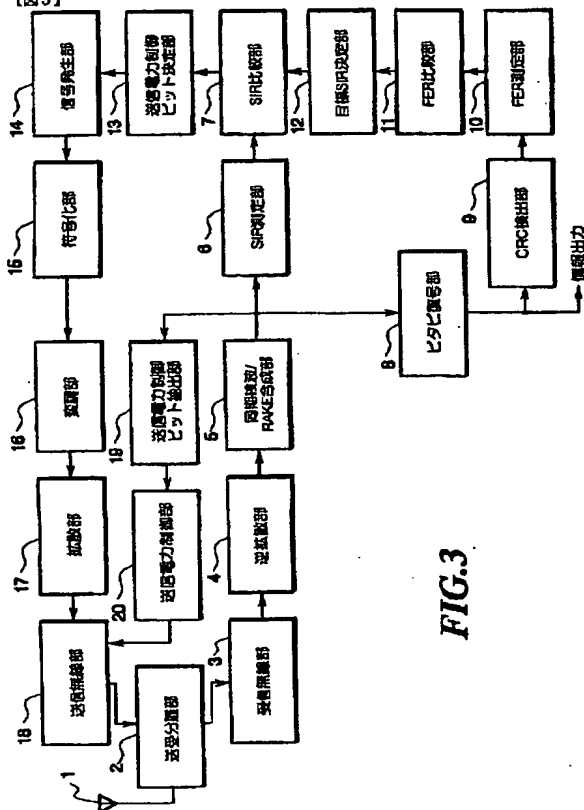 【図3】
1
2
送受分離部
3
受信無線部
4
逆拡散部
5
同期検波/
RAKE合成部
6
SIR測定部
7
SIR比較部
8
ビタビ復号部
9
CRC検出部
情報出力
10
FER測定部
11
FER比較部
12
目標SIR決定部
13
送信電力制御
ビット決定部
14
信号発生部
15
符号化部
16
変調部
17
拡散部
18
送信無線部
19
送信電力制御
ビット抽出部
20
送信電力制御部
FIG.3